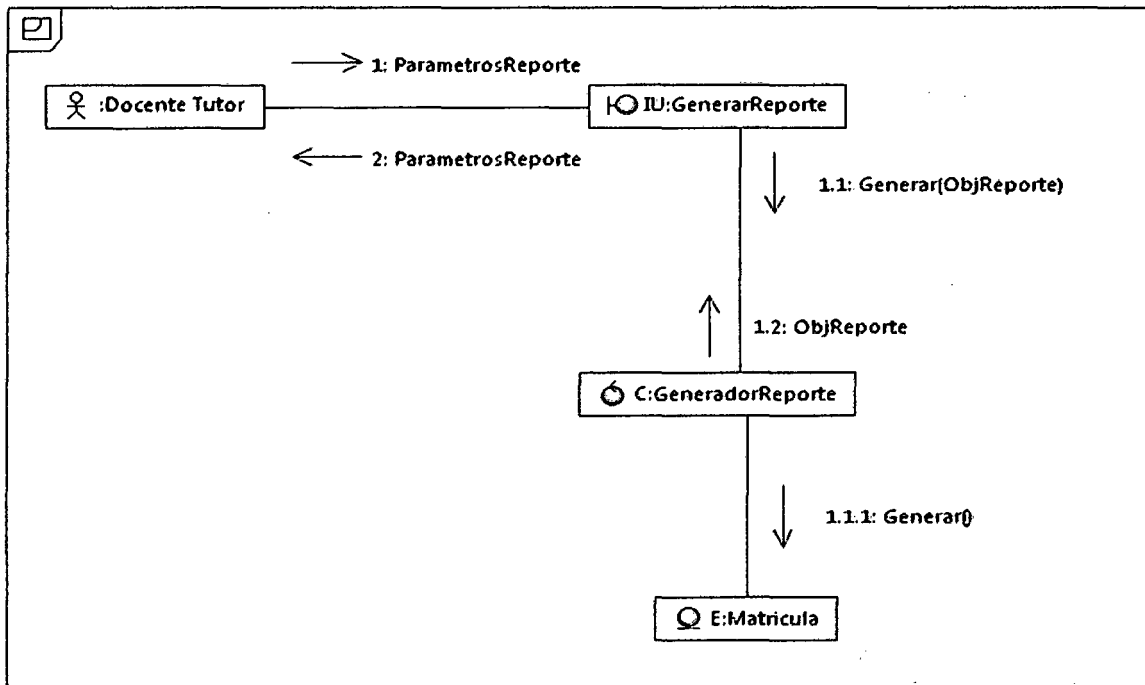 1: ParametrosReporte
:Docente Tutor
IU:GenerarReporte
2: ParametrosReporte
1.1: Generar(ObjReporte)
1.2: ObjReporte
C:GeneradorReporte
1.1.1: Generar()
E:Matricula